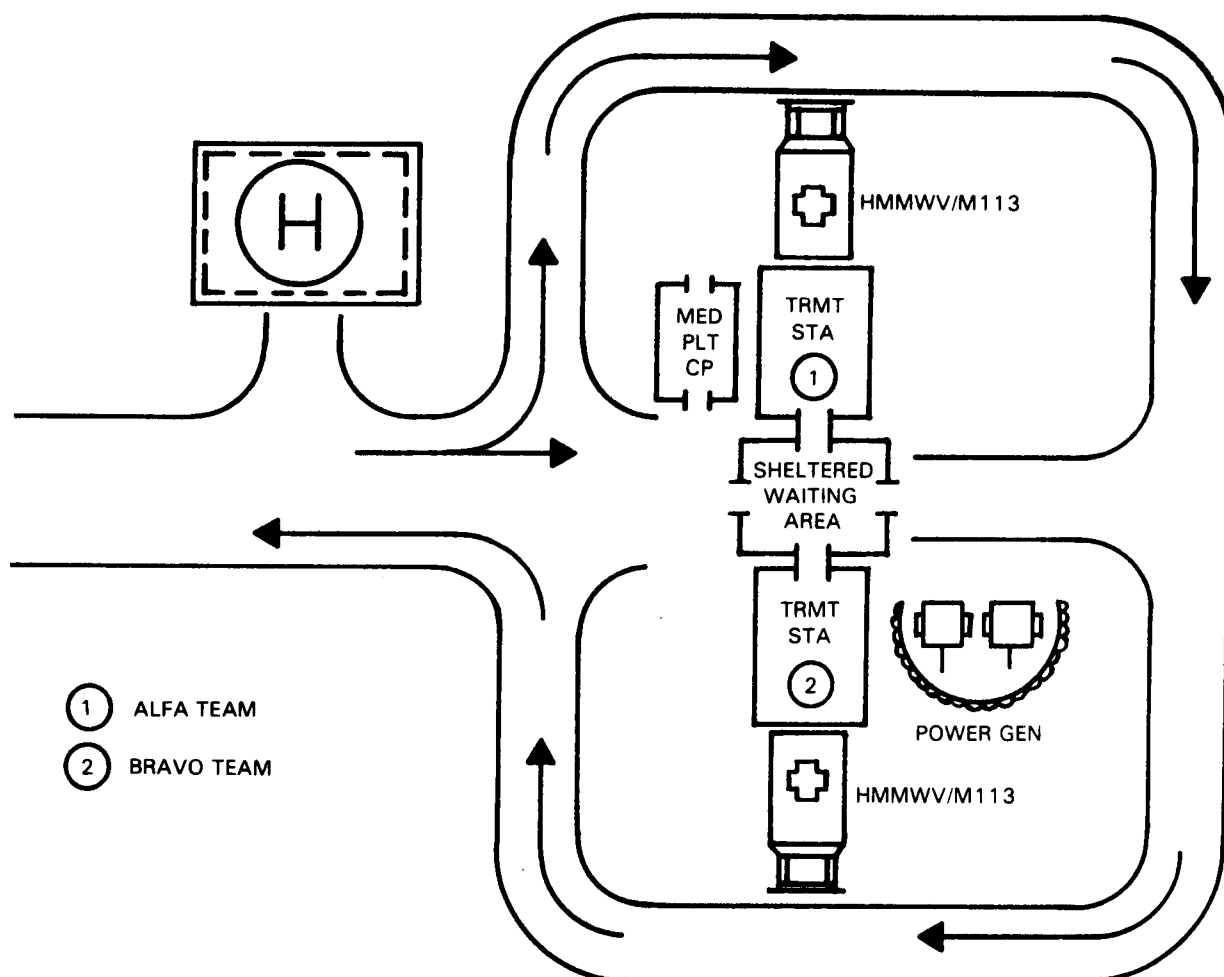 H
HMMWV/M113
MED
PLT
CP
TRMT
STA
1
SHELTERED
WAITING
AREA
TRMT
STA
2
POWER GEN
HMMWV/M113
1 ALFA TEAM
2 BRAVO TEAM